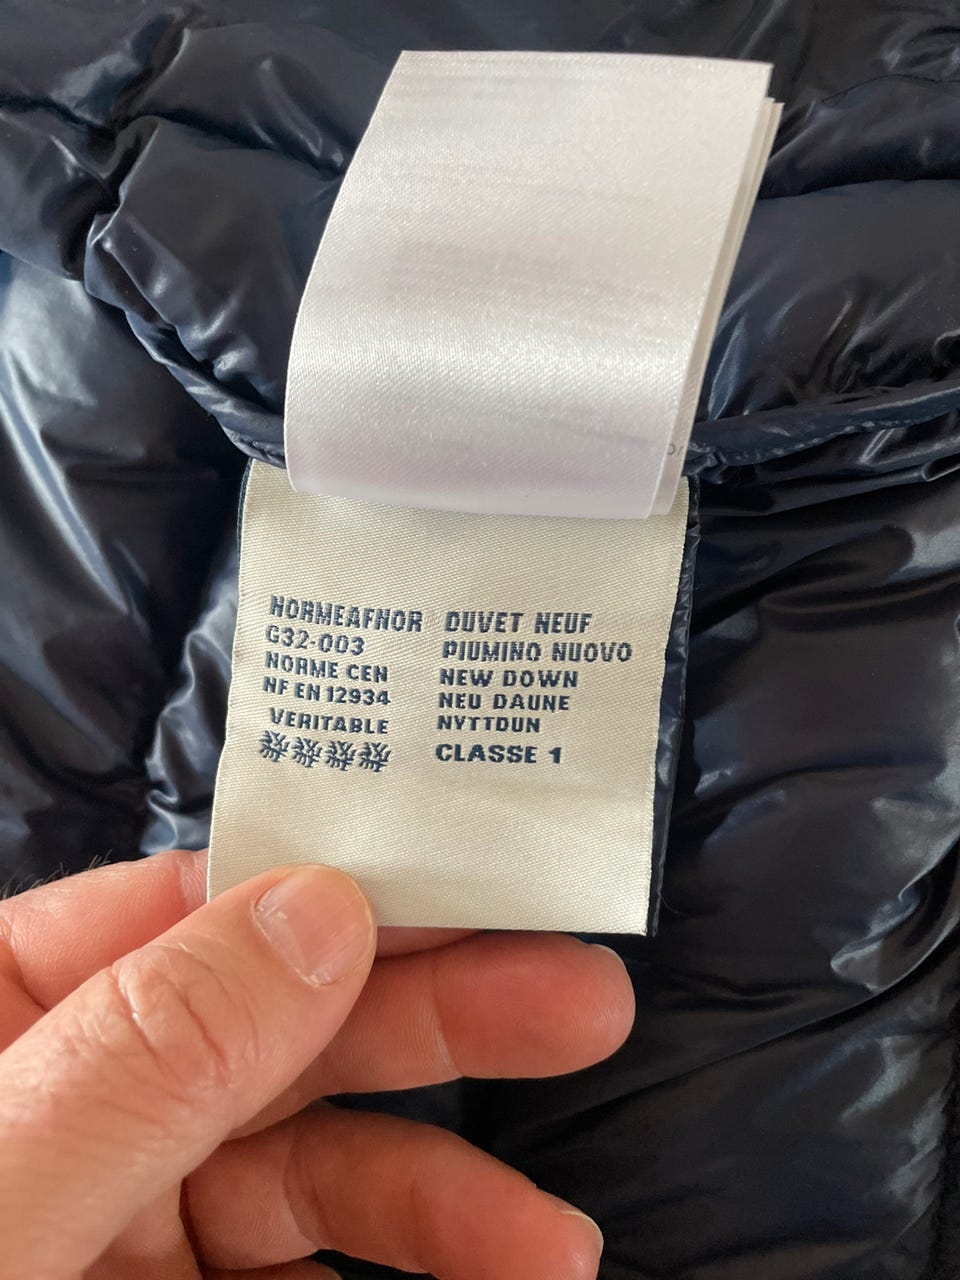 NORMEAFNOR
G32-003
NORME CEN
NF EN 12934
VERITABLE
DUVET NEUF
PIUMINO NUOVO
NEW DOWN
NEU DAUNE
NYTTDUN
CLASSE 1